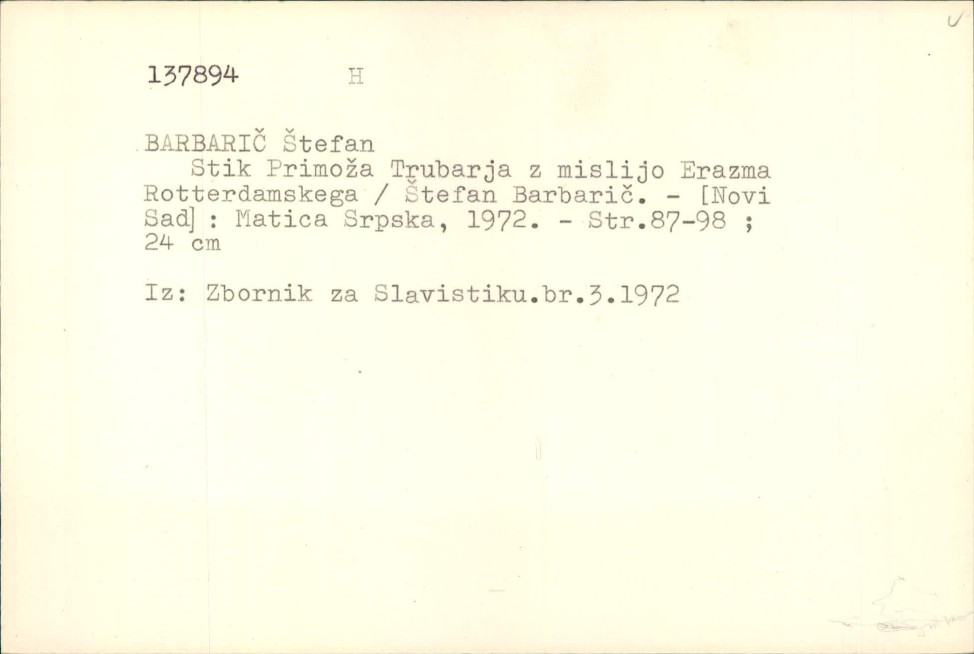 137894 H
BARBARIČ Štefan
Stik Primoža Trubarja z mislijo Erazma
Rotterdamskega / Štefan Barbarič. - [Novi
Sad] : Matica Srpska, 1972. - Str.87-98 ;
24 cm
Iz: Zbornik za Slavistiku.br.3.1972